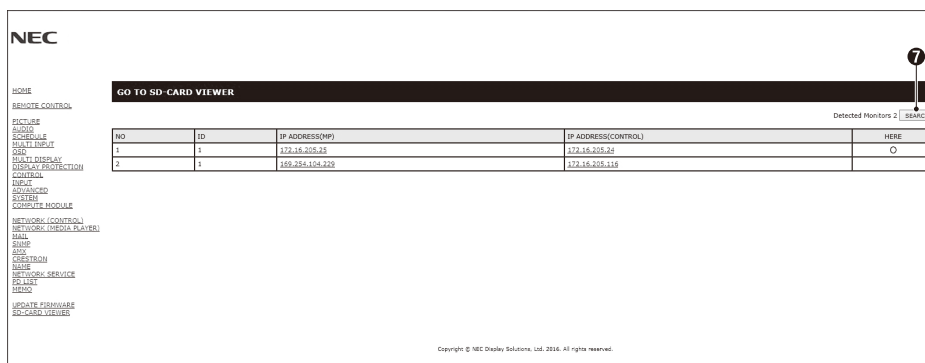 NEC
7
HOME
REMOTE CONTROL
PICTURE
AUDIO
SCHEDULE
MULTI INPUT
OSD
MULTI DISPLAY
DISPLAY PROTECTION
CONTROL
INPUT
ADVANCED
SYSTEM
COMPUTE MODULE
NETWORK (CONTROL)
NETWORK (MEDIA PLAYER)
MAIL
SNMP
AMX
CRESTRON
NAME
NETWORK SERVICE
PD LIST
MEMO
UPDATE FIRMWARE
SD-CARD VIEWER
GO TO SD-CARD VIEWER
Detected Monitors 2 SEARC
NO ID IP ADDRESS(MP) IP ADDRESS(CONTROL) HERE
1 1 172.16.205.25 172.16.205.24 O
2 1 169.254.104.229 172.16.205.116
Copyright © NEC Display Solutions, Ltd. 2016. All rights reserved.